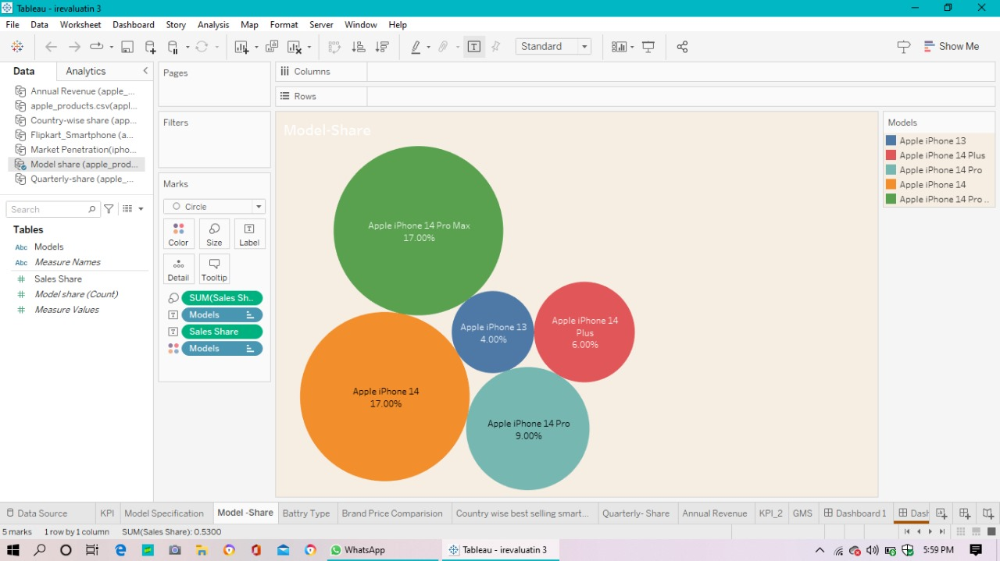 Tableau - irevaluatin 3
File Data Worksheet Dashboard Story Analysis Map Format Server Window Help
Standard
Show Me
Data Analytics
Annual Revenue (apple_...
apple_products.csv(appl...
Country-wise share (app...
Flipkart_Smartphone (a...
Market Penetration(ipho...
Model share (apple_prod...
Quarterly-share (apple_...
Search
Tables
Abc Models
Abc Measure Names
# Sales Share
# Model share (Count)
# Measure Values
Pages
Filters
Marks
Circle
Color Size Label
Detail Tooltip
SUM(Sales Sh..
Models
Sales Share
Models
Columns
Rows
Model-Share
Apple iPhone 14 Pro Max
17.00%
Apple iPhone 13
4.00%
Apple iPhone 14
Plus
6.00%
Apple iPhone 14
17.00%
Apple iPhone 14 Pro
9.00%
Models
Apple iPhone 13
Apple iPhone 14 Plus
Apple iPhone 14 Pro
Apple iPhone 14
Apple iPhone 14 Pro ..
Data Source KPI Model Specification Model -Share Battry Type Brand Price Comparision Country wise best selling smart... Quarterly- Share Annual Revenue KPI_2 GMS Dashboard 1 Dash
5 marks 1 row by 1 column SUM(Sales Share): 0.5300
WhatsApp Tableau - irevaluatin 3 5:59 PM